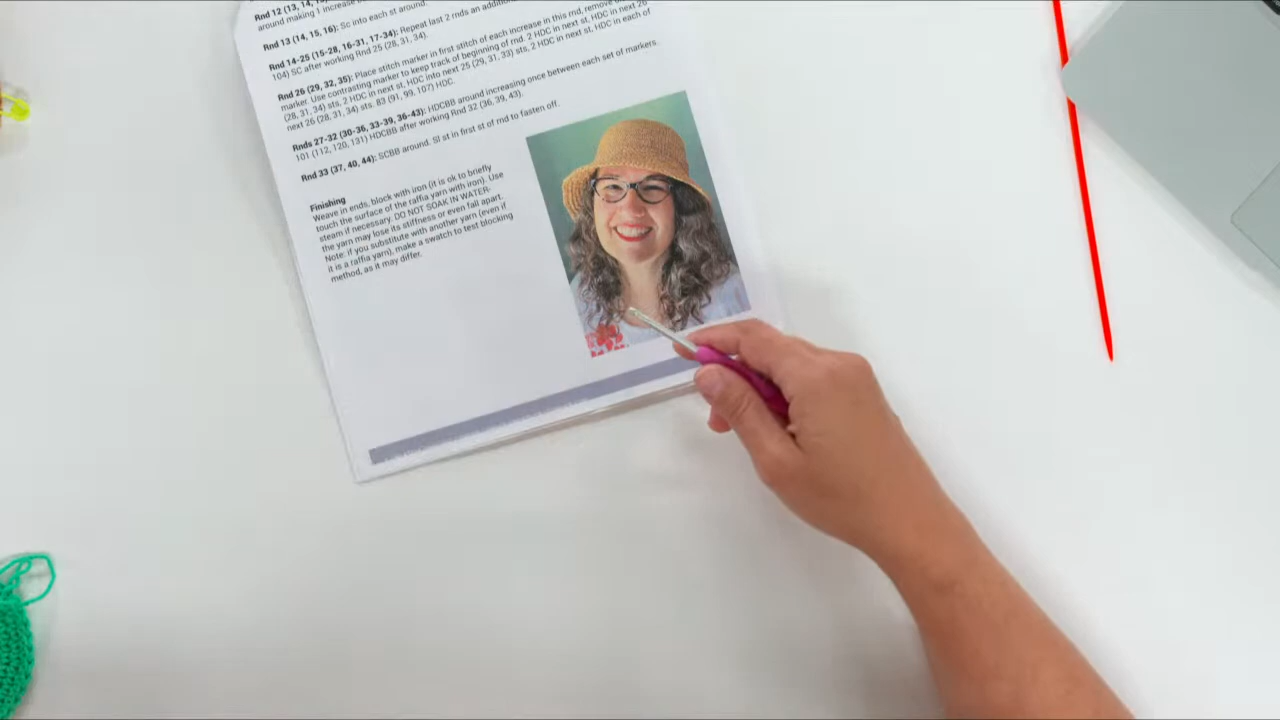 Rnd 12 (13, 14,
around making 1 increase
Rnd 13 (14, 15, 16): Sc into each st around.
Rnd 14-25 (15-28, 16-31, 17-34): Repeat last 2 rnds an
104) SC after working Rnd 25 (28, 31, 34).
Rnd 26 (29, 32, 35): Place stitch marker in first stitch of each increase in this rnd, remove
marker. Use contrasting marker to keep track of beginning of rnd. 2 HDC in next st, HDC in next 26
(28, 31, 34) sts, 2 HDC in next st, HDC into next 25 (29, 31, 33) sts, 2 HDC in next st, HDC in each of
next 26 (28, 31, 34) sts. 83 (91, 99, 107) HDC.
Rnds 27-32 (30-36, 33-39, 36-43): HDCBB around increasing once between each set of markers.
101 (112, 120, 131) HDCBB after working Rnd 32 (36, 39, 43).
Rnd 33 (37, 40, 44): SCBB around. Sl st in first st of rnd to fasten off.
Finishing
Weave in ends, block with iron (it is ok to briefly
touch the surface of the raffia yarn with iron). Use
steam if necessary. DO NOT SOAK IN WATER-
the yarn may lose its stiffness or even fall apart.
Note: if you substitute with another yarn (even if
it is a raffia yarn), make a swatch to test blocking
method, as it may differ.